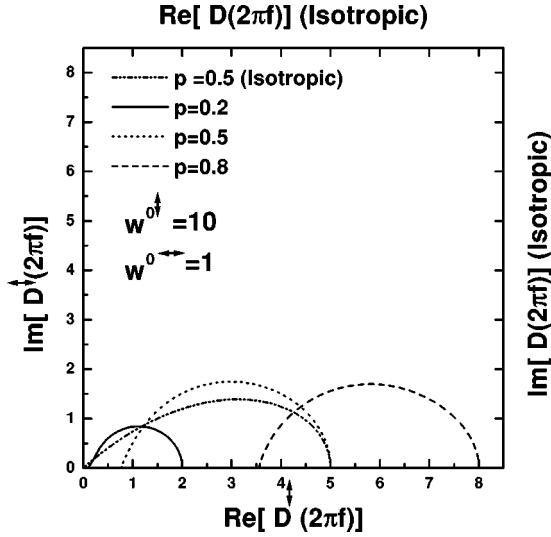 Re[ D(2πf)] (Isotropic)
8
7
6
5
4
3
2
1
0
p =0.5 (Isotropic)
p=0.2
p=0.5
p=0.8
w⁰↕ =10
w⁰↔ =1
Im[ D↕(2πf)]
Im[ D(2πf)] (Isotropic)
0 1 2 3 4 5 6 7 8
Re[ D↕ (2πf)]